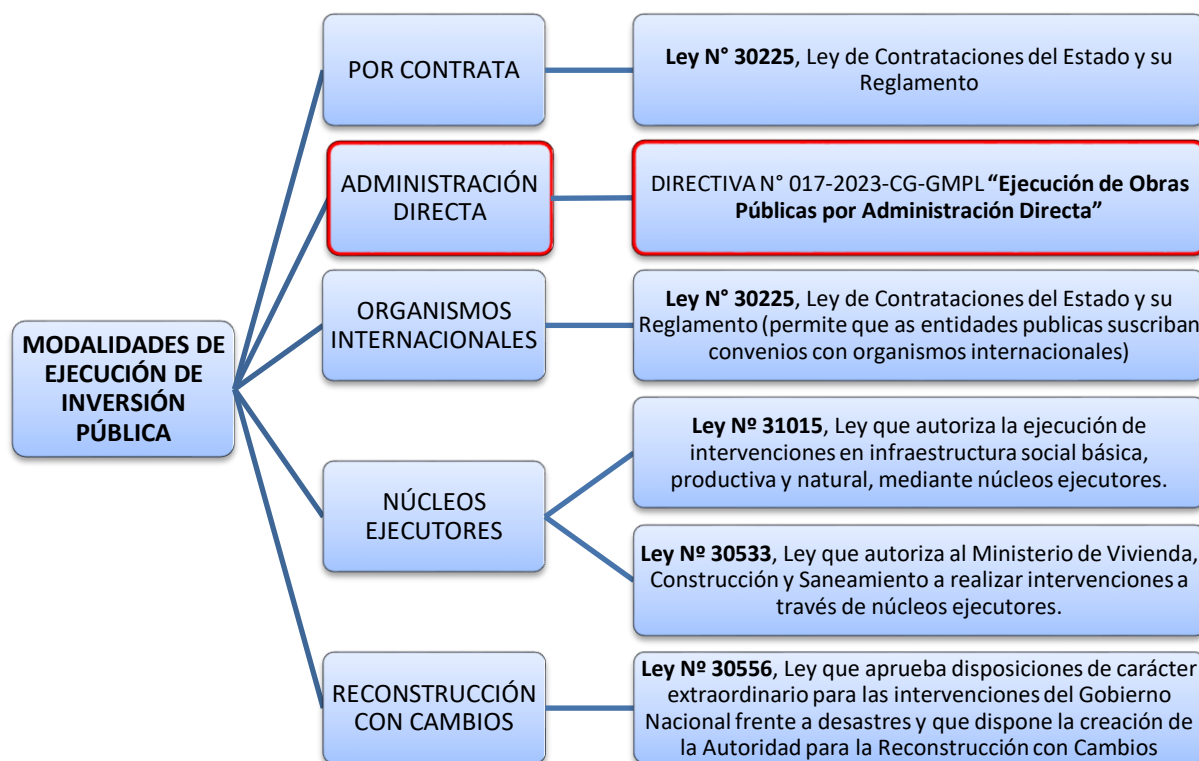 POR CONTRATA
Ley N° 30225, Ley de Contrataciones del Estado y su
Reglamento
ADMINISTRACIÓN
DIRECTA
DIRECTIVA N° 017-2023-CG-GMPL “Ejecución de Obras
Públicas por Administración Directa”
ORGANISMOS
INTERNACIONALES
Ley N° 30225, Ley de Contrataciones del Estado y su
Reglamento (permite que as entidades publicas suscriban
convenios con organismos internacionales)
MODALIDADES DE
EJECUCIÓN DE
INVERSIÓN
PÚBLICA
NÚCLEOS
EJECUTORES
Ley Nº 31015, Ley que autoriza la ejecución de
intervenciones en infraestructura social básica,
productiva y natural, mediante núcleos ejecutores.
Ley Nº 30533, Ley que autoriza al Ministerio de Vivienda,
Construcción y Saneamiento a realizar intervenciones a
través de núcleos ejecutores.
RECONSTRUCCIÓN
CON CAMBIOS
Ley Nº 30556, Ley que aprueba disposiciones de carácter
extraordinario para las intervenciones del Gobierno
Nacional frente a desastres y que dispone la creación de
la Autoridad para la Reconstrucción con Cambios